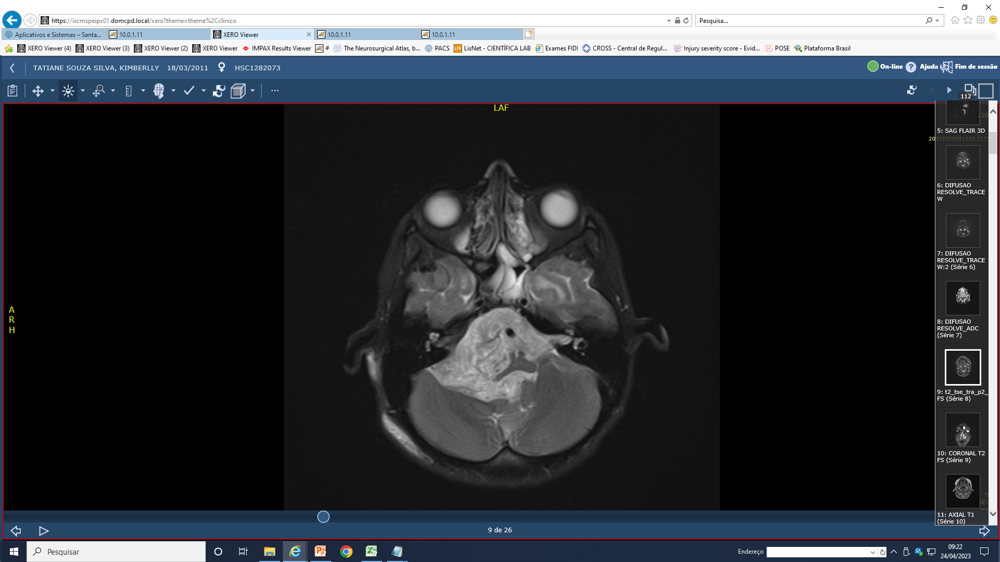 https://iscmspeipx01.domcpd.local/xero?theme=theme%2Cclinico
Pesquisa...
Aplicativos e Sistemas – Santa...
10.0.1.11
XERO Viewer
10.0.1.11
10.0.1.11
XERO Viewer (4)
XERO Viewer (3)
XERO Viewer (2)
XERO Viewer
IMPAX Results Viewer
#
The Neurosurgical Atlas, b...
PACS
LIS
LisNet - CIENTÍFICA LAB
Exames FIDI
CROSS - Central de Regul...
Injury severity score - Evid...
POSE
Plataforma Brasil
TATIANE SOUZA SILVA, KIMBERLLY 18/03/2011
HSC1282073
On-line
Ajuda
Fim de sessão
112
LAF
A
R
H
5: SAG FLAIR 3D
6: DIFUSAO
RESOLVE_TRACE
W
7: DIFUSAO
RESOLVE_TRACE
W:2 (Série 6)
8: DIFUSAO
RESOLVE_ADC
(Série 7)
9: t2_tse_tra_p2_
FS (Série 8)
10: CORONAL T2
FS (Série 9)
11: AXIAL T1
(Série 10)
9 de 26
Pesquisar
Endereço
09:22
24/04/2023